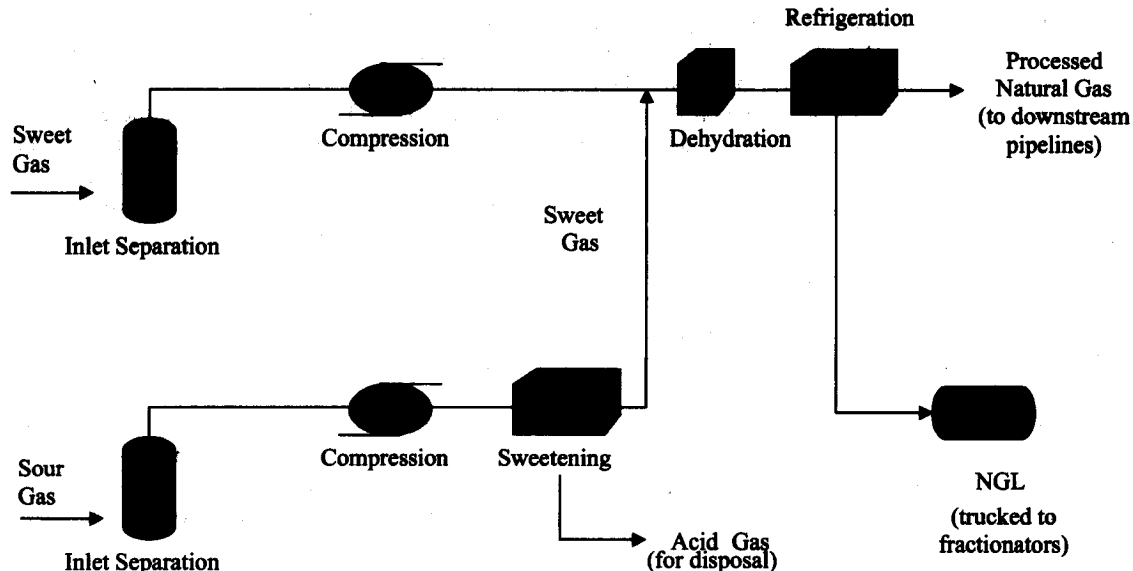 Refrigeration
Processed
Natural Gas
(to downstream
pipelines)
Sweet
Gas
Compression
Dehydration
Inlet Separation
Sweet
Gas
Sour
Gas
Compression
Sweetening
Inlet Separation
Acid Gas
(for disposal)
NGL
(trucked to
fractionators)